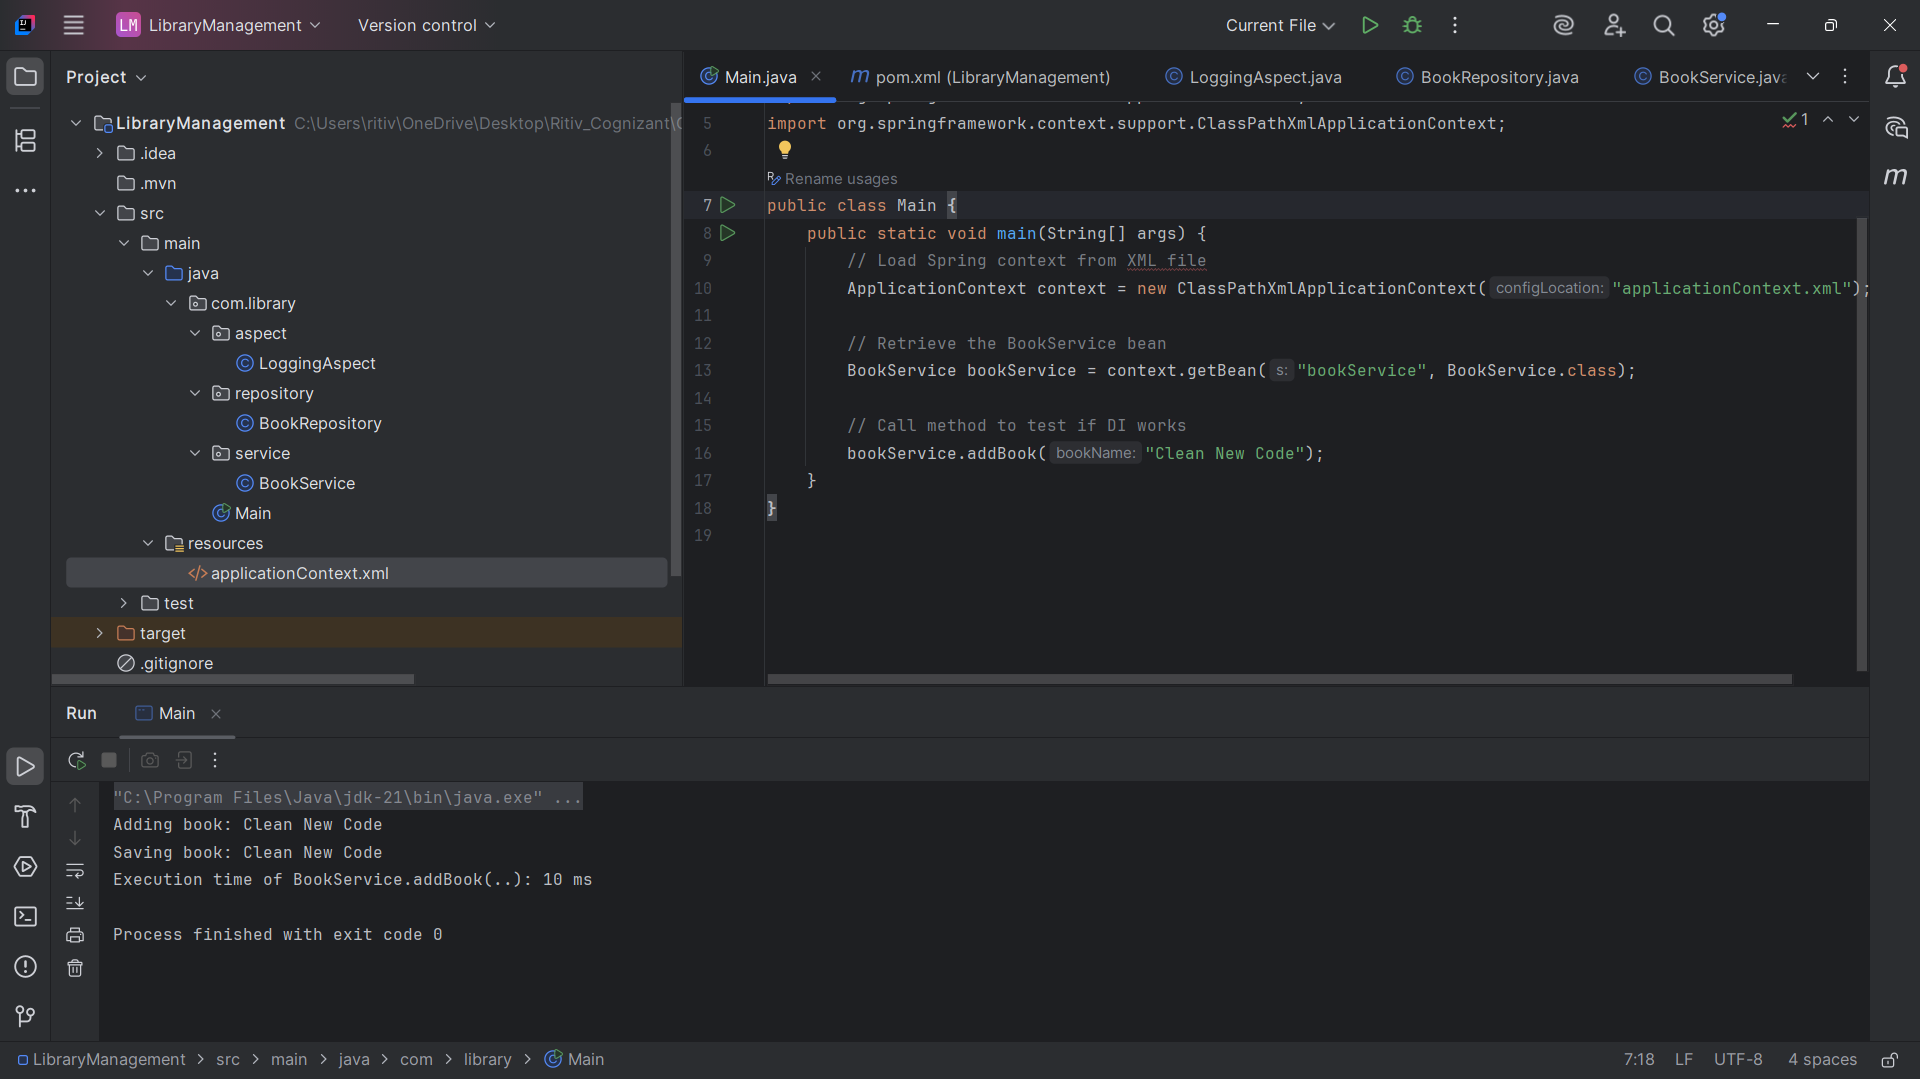 LM LibraryManagement Version control Current File
Project
LibraryManagement C:\Users\ritiv\OneDrive\Desktop\Ritiv_Cognizant\
.idea
.mvn
src
main
java
com.library
aspect
LoggingAspect
repository
BookRepository
service
BookService
Main
resources
</> applicationContext.xml
test
target
.gitignore
Main.java m pom.xml (LibraryManagement) LoggingAspect.java BookRepository.java BookService.java
5 import org.springframework.context.support.ClassPathXmlApplicationContext;
1
6
Rename usages
7 public class Main {
8 public static void main(String[] args) {
9 // Load Spring context from XML file
10 ApplicationContext context = new ClassPathXmlApplicationContext( configLocation: "applicationContext.xml");
11
12 // Retrieve the BookService bean
13 BookService bookService = context.getBean( s: "bookService", BookService.class);
14
15 // Call method to test if DI works
16 bookService.addBook( bookName: "Clean New Code");
17 }
18 }
19
m
Run Main
"C:\Program Files\Java\jdk-21\bin\java.exe" ...
Adding book: Clean New Code
Saving book: Clean New Code
Execution time of BookService.addBook(..): 10 ms
Process finished with exit code 0
LibraryManagement > src > main > java > com > library > Main
7:18 LF UTF-8 4 spaces